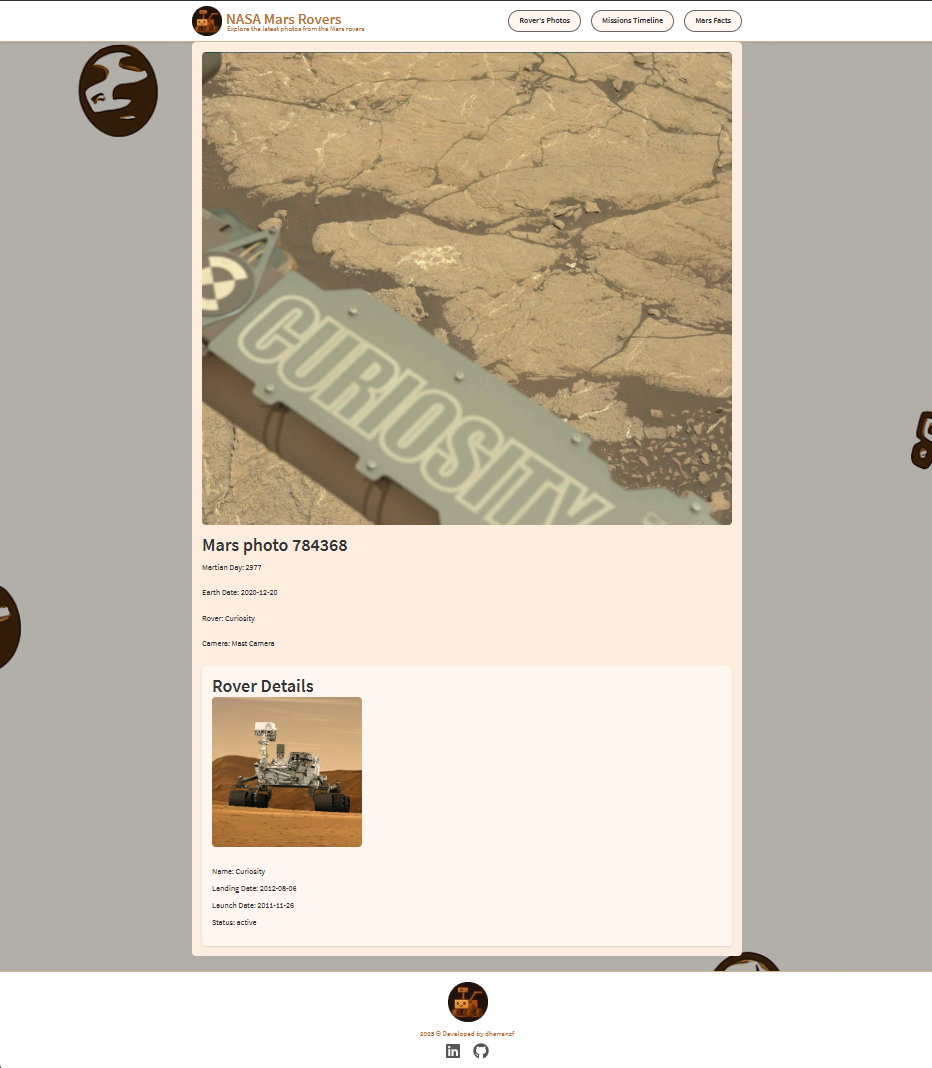 NASA Mars Rovers
Explore the latest photos from the Mars rovers
Rover's Photos
Missions Timeline
Mars Facts
CURIOSITY
Mars photo 784368
Martian Day: 2977
Earth Date: 2020-12-20
Rover: Curiosity
Camera: Mast Camera
Rover Details
Name: Curiosity
Landing Date: 2012-08-06
Launch Date: 2011-11-26
Status: active
2025 © Developed by dherranzf
in